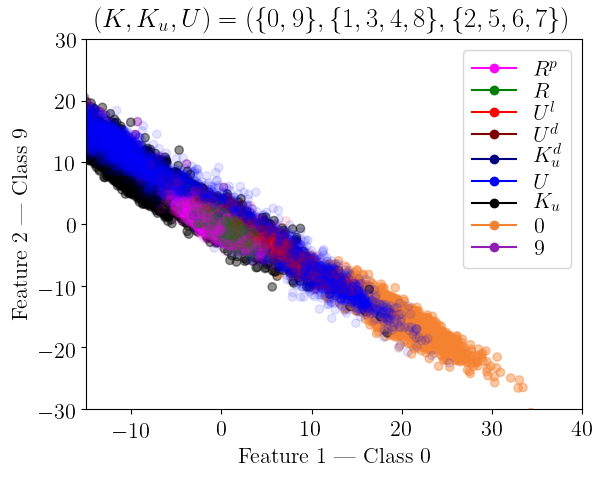 (K, K_u, U) = ({0, 9}, {1, 3, 4, 8}, {2, 5, 6, 7})
30
20
10
0
−10
−20
−30
Feature 2 — Class 9
R^p
R
U^l
U^d
K_u^d
U
K_u
0
9
−10 0 10 20 30 40
Feature 1 — Class 0